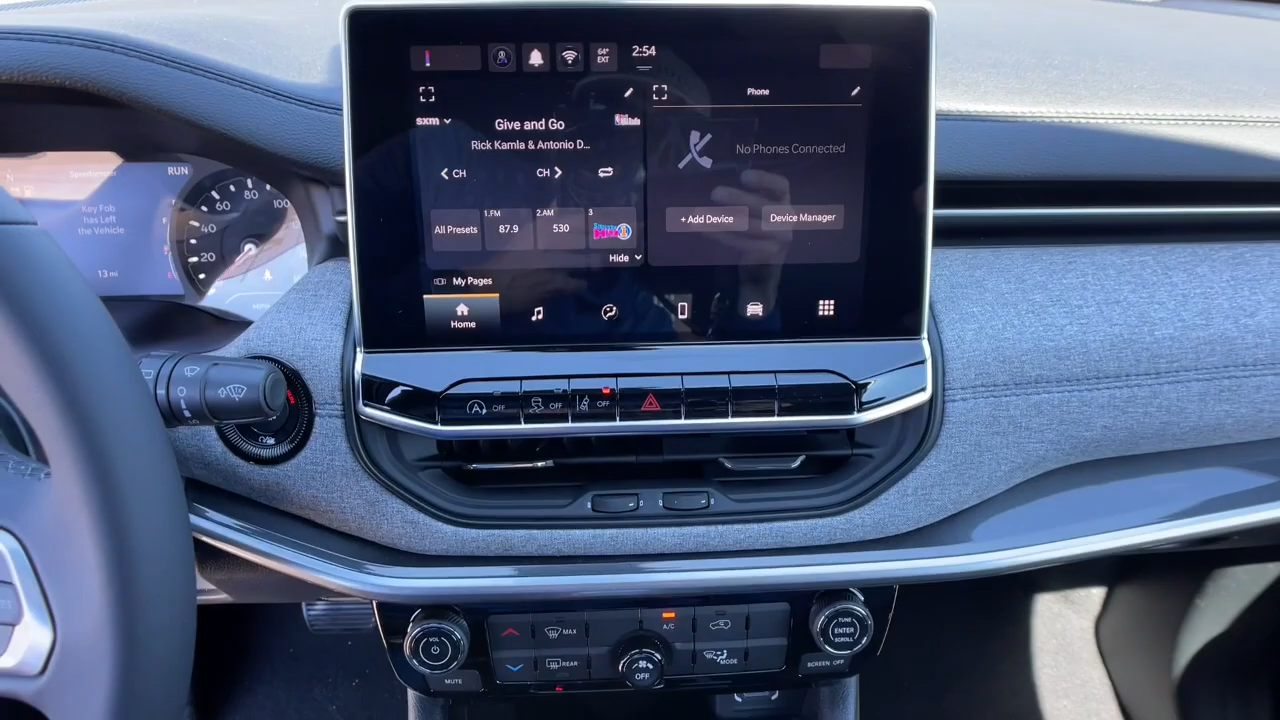 64°
EXT
2:54
Phone
sxm
Give and Go
Rick Kamla & Antonio D...
No Phones Connected
CH
CH
All Presets
1.FM
87.9
2.AM
530
3
+ Add Device
Device Manager
Hide
My Pages
Home
N
Speedometer
RUN
Key Fob
has Left
the Vehicle
13 mi
20
40
60
80
100
A OFF
OFF
OFF
VOL
MUTE
MAX
REAR
A/C
OFF
MODE
TUNE
ENTER
SCROLL
SCREEN OFF